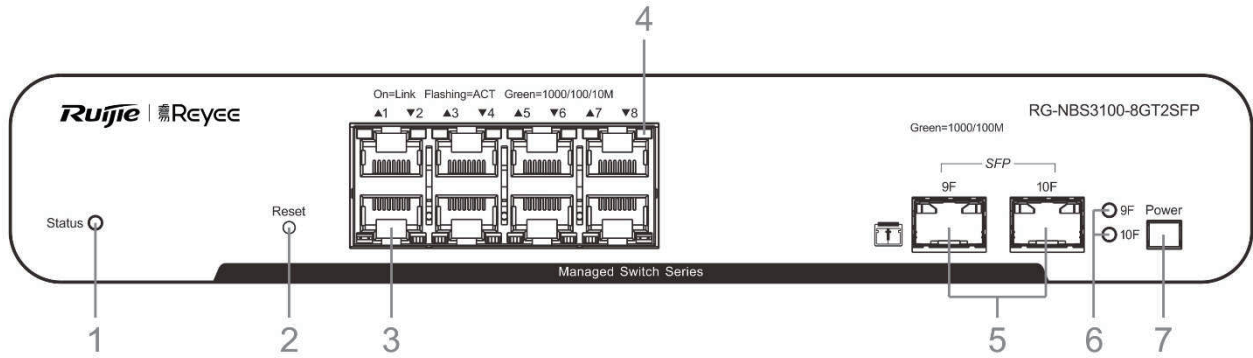 4
On=Link Flashing=ACT Green=1000/100/10M
▲1 ▼2 ▲3 ▼4 ▲5 ▼6 ▲7 ▼8
Ruijie | Reyee
RG-NBS3100-8GT2SFP
Green=1000/100M
SFP
9F 10F
Status
Reset
9F
10F
Power
Managed Switch Series
1 2 3 5 6 7